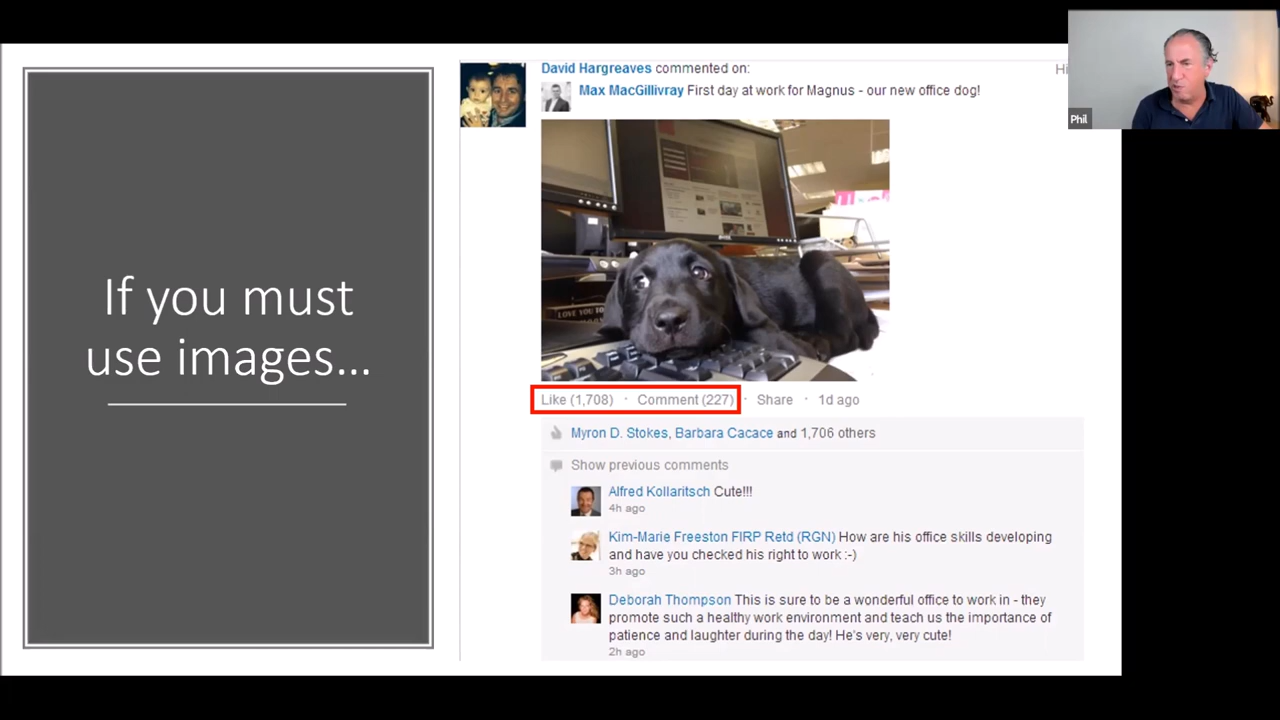 If you must
use images...
David Hargreaves commented on:
Max MacGillivray First day at work for Magnus - our new office dog!
Hi
LOVE YOU TO
Like (1,708) · Comment (227) · Share · 1d ago
Myron D. Stokes, Barbara Cacace and 1,706 others
Show previous comments
Alfred Kollaritsch Cute!!!
4h ago
Kim-Marie Freeston FIRP Retd (RGN) How are his office skills developing
and have you checked his right to work :-)
3h ago
Deborah Thompson This is sure to be a wonderful office to work in - they
promote such a healthy work environment and teach us the importance of
patience and laughter during the day! He's very, very cute!
2h ago
Phil